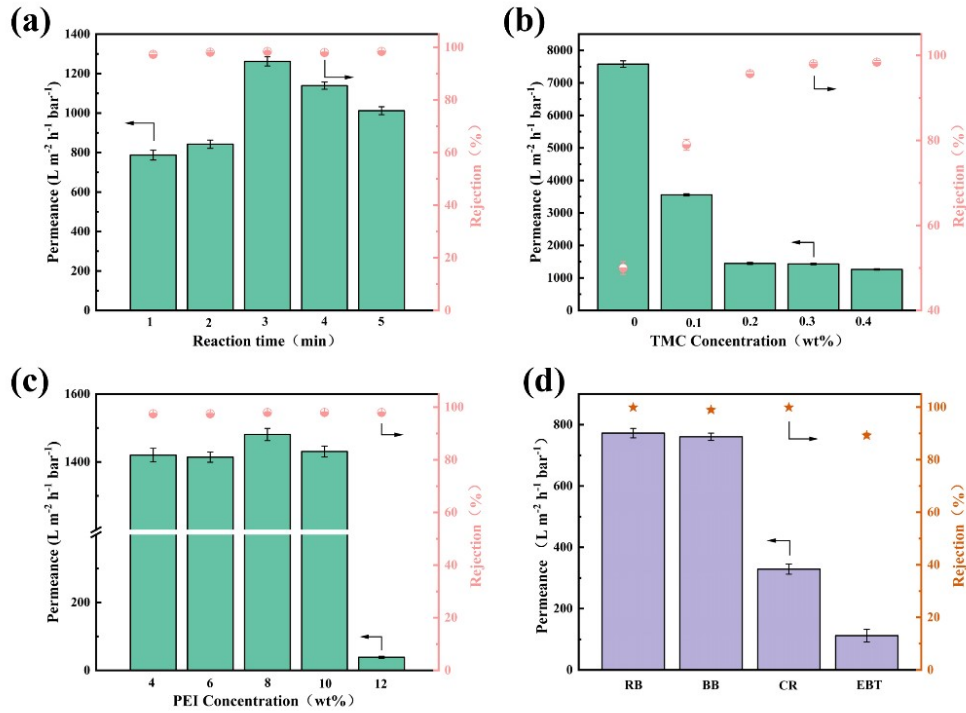 (a)
1400
1200
1000
800
600
400
200
0
100
80
60
40
20
0
1 2 3 4 5
Permeance (L m⁻² h⁻¹ bar⁻¹)
Rejection（%）
Reaction time（min）
(b)
8000
7000
6000
5000
4000
3000
2000
1000
0
100
80
60
40
0 0.1 0.2 0.3 0.4
Permeance (L m⁻² h⁻¹ bar⁻¹)
Rejection（%）
TMC Concentration（wt%）
(c)
1600
1400
200
0
100
80
60
40
20
0
4 6 8 10 12
Permeance (L m⁻² h⁻¹ bar⁻¹)
Rejection（%）
PEI Concentration（wt%）
(d)
800
600
400
200
0
100
80
60
40
20
0
RB BB CR EBT
Permeance（L m⁻² h⁻¹ bar⁻¹)
Rejection（%）